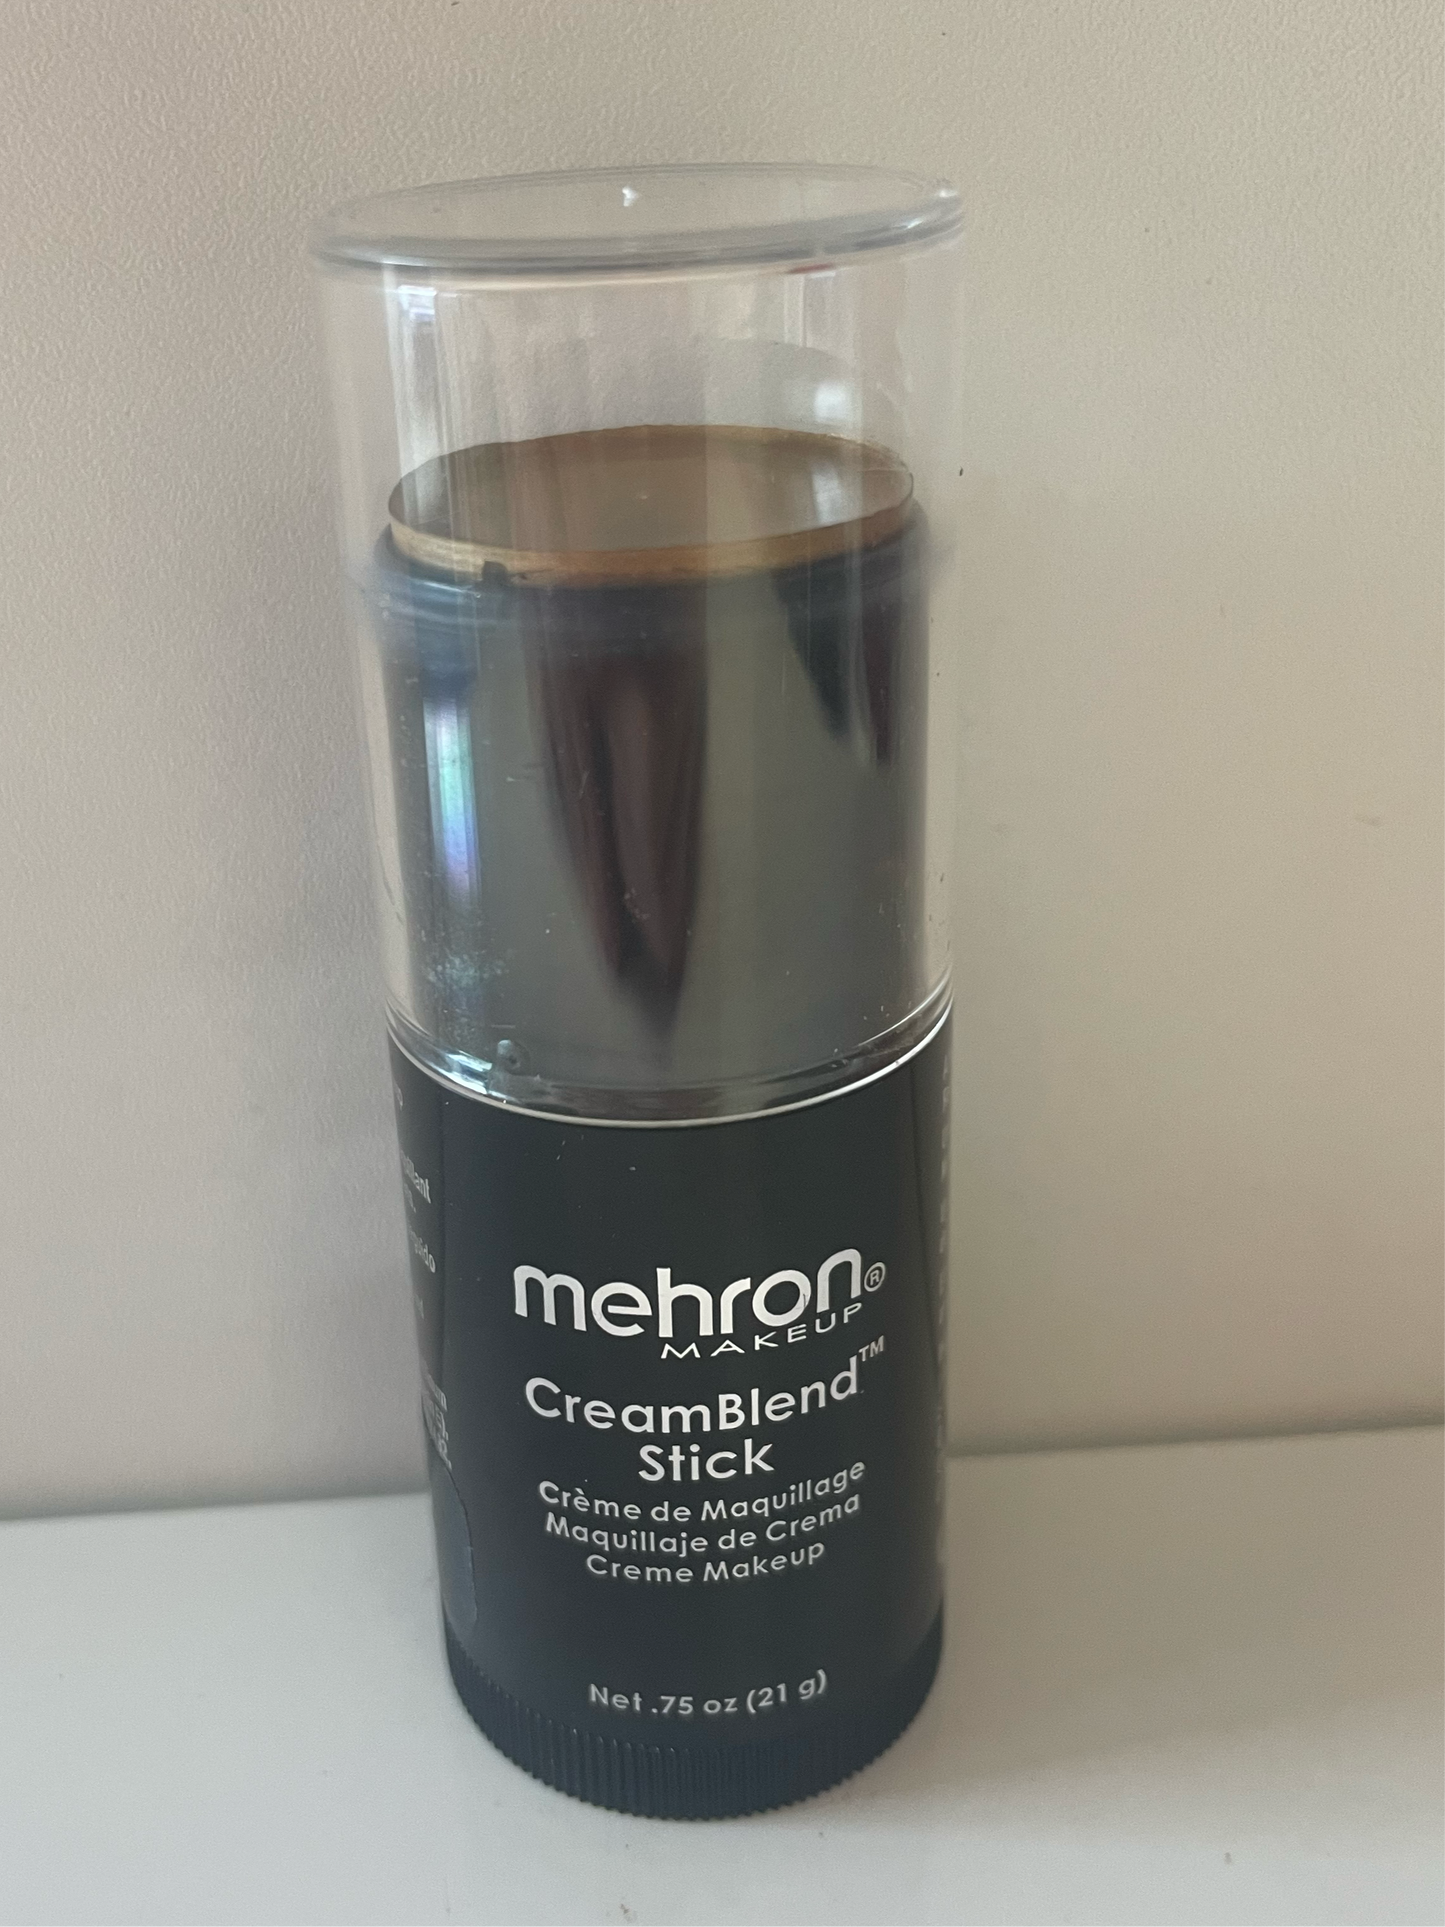 mehron®
MAKEUP
CreamBlend™
Stick
Crème de Maquillage
Maquillaje de Crema
Creme Makeup
Net .75 oz (21 g)